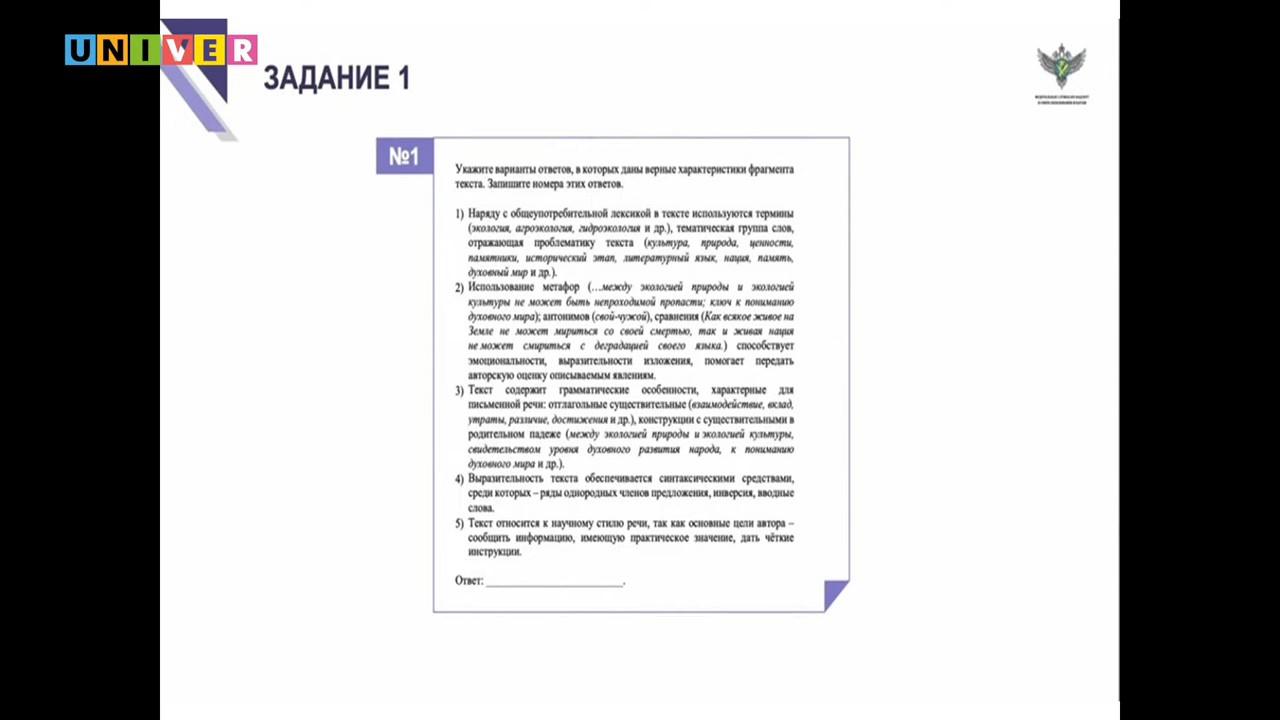 UNIVER
ЗАДАНИЕ 1
№1
Укажите варианты ответов, в которых даны верные характеристики фрагмента
текста. Запишите номера этих ответов.
1) Наряду с общеупотребительной лексикой в тексте используются термины
(экология, агроэкология, гидроэкология и др.), тематическая группа слов,
отражающая проблематику текста (культура, природа, ценности,
памятники, исторический этап, литературный язык, нация, память,
духовный мир и др.).
2) Использование метафор (…между экологией природы и экологией
культуры не может быть непроходимой пропасти; ключ к пониманию
духовного мира); антонимов (свой-чужой), сравнения (Как всякое живое на
Земле не может мириться со своей смертью, так и живая нация
не может смириться с деградацией своего языка.) способствует
эмоциональности, выразительности изложения, помогает передать
авторскую оценку описываемым явлениям.
3) Текст содержит грамматические особенности, характерные для
письменной речи: отглагольные существительные (взаимодействие, вклад,
утраты, различие, достижения и др.), конструкции с существительными в
родительном падеже (между экологией природы и экологией культуры,
свидетельством уровня духовного развития народа, к пониманию
духовного мира и др.).
4) Выразительность текста обеспечивается синтаксическими средствами,
среди которых – ряды однородных членов предложения, инверсия, вводные
слова.
5) Текст относится к научному стилю речи, так как основные цели автора –
сообщить информацию, имеющую практическое значение, дать чёткие
инструкции.
Ответ: ________________________.